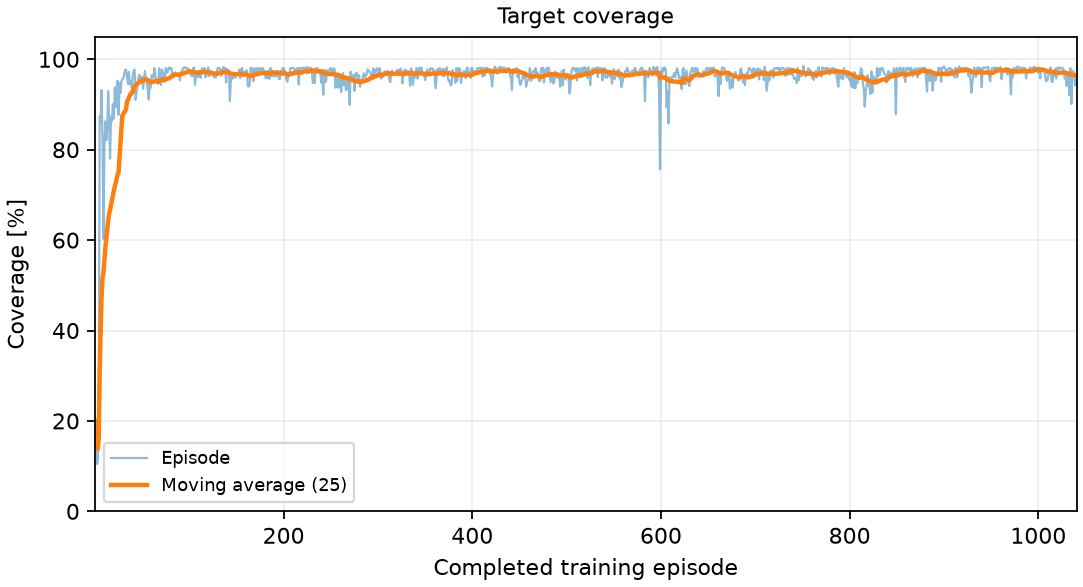 Target coverage
100
80
60
40
20
0
Coverage [%]
Episode
Moving average (25)
200
400
600
800
1000
Completed training episode